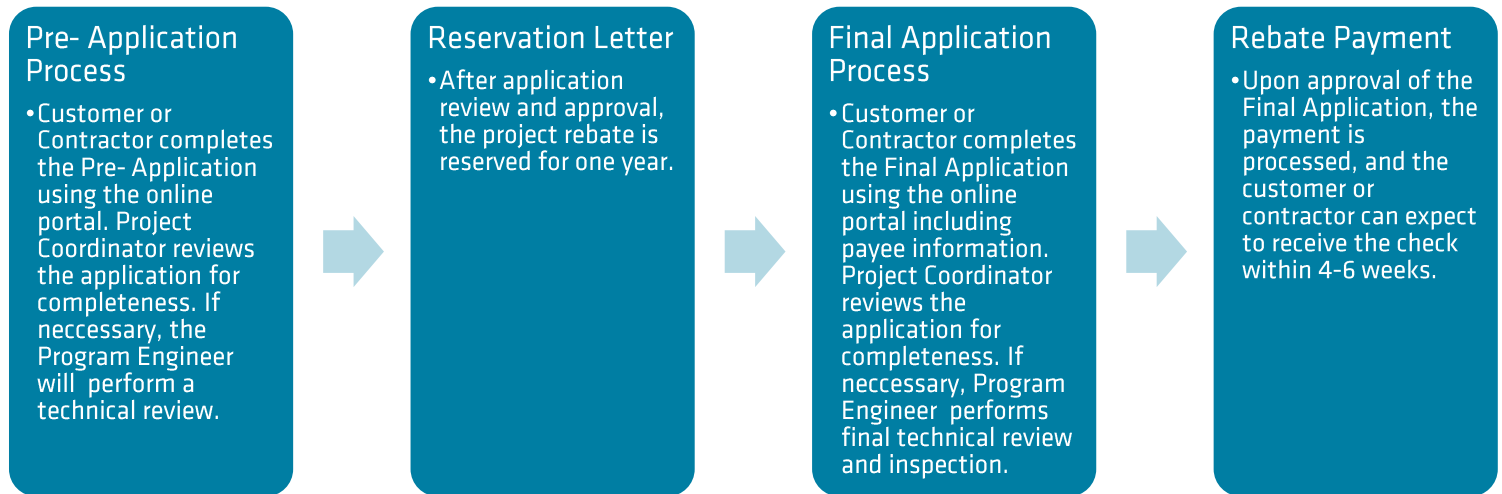 Pre- Application
Process
•Customer or
Contractor completes
the Pre- Application
using the online
portal. Project
Coordinator reviews
the application for
completeness. If
neccessary, the
Program Engineer
will  perform a
technical review.
Reservation Letter
•After application
review and approval,
the project rebate is
reserved for one year.
Final Application
Process
•Customer or
Contractor completes
the Final Application
using the online
portal including
payee information.
Project Coordinator
reviews the
application for
completeness. If
neccessary, Program
Engineer  performs
final technical review
and inspection.
Rebate Payment
•Upon approval of the
Final Application, the
payment is
processed, and the
customer or
contractor can expect
to receive the check
within 4-6 weeks.